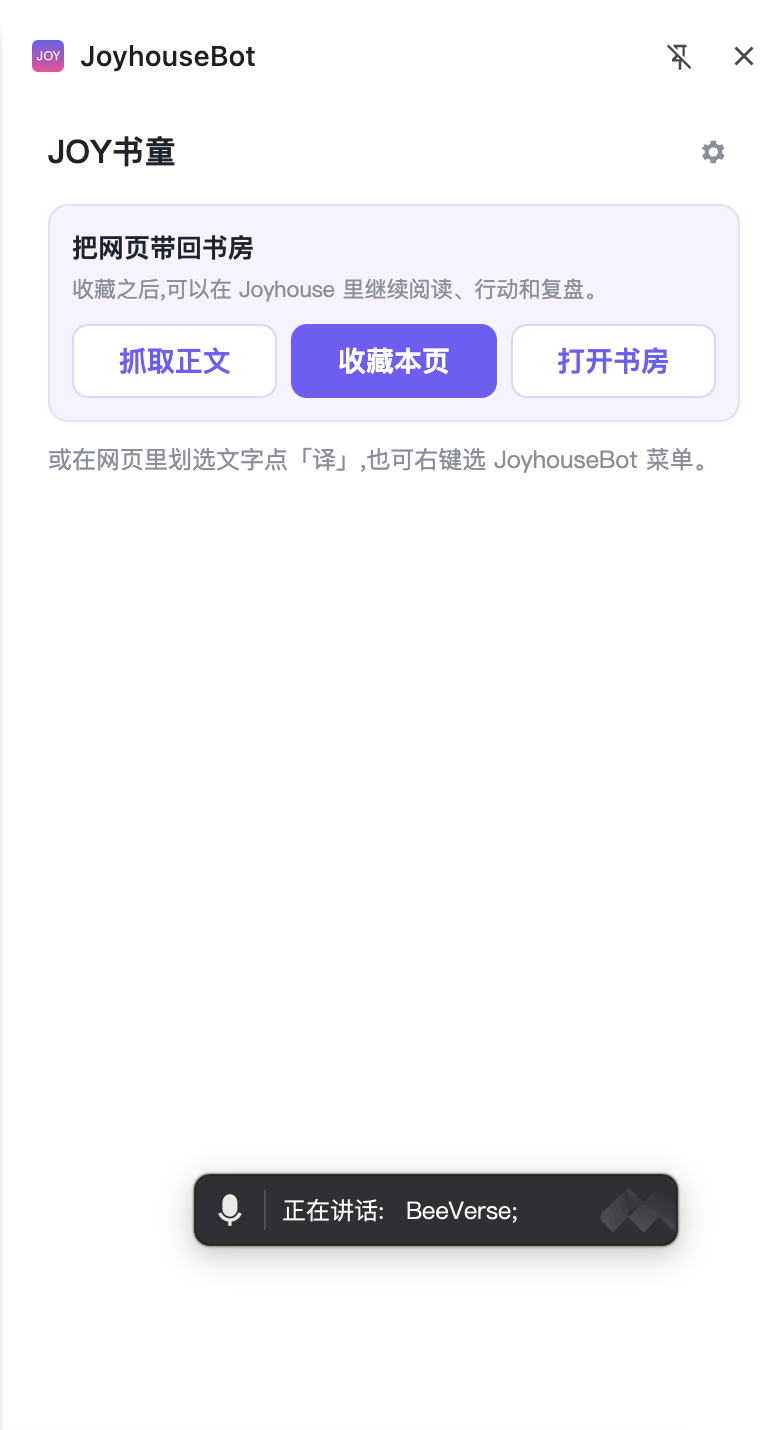 JOY JoyhouseBot
JOY书童
把网页带回书房
收藏之后,可以在 Joyhouse 里继续阅读、行动和复盘。
抓取正文 收藏本页 打开书房
或在网页里划选文字点「译」,也可右键选 JoyhouseBot 菜单。
正在讲话: BeeVerse;